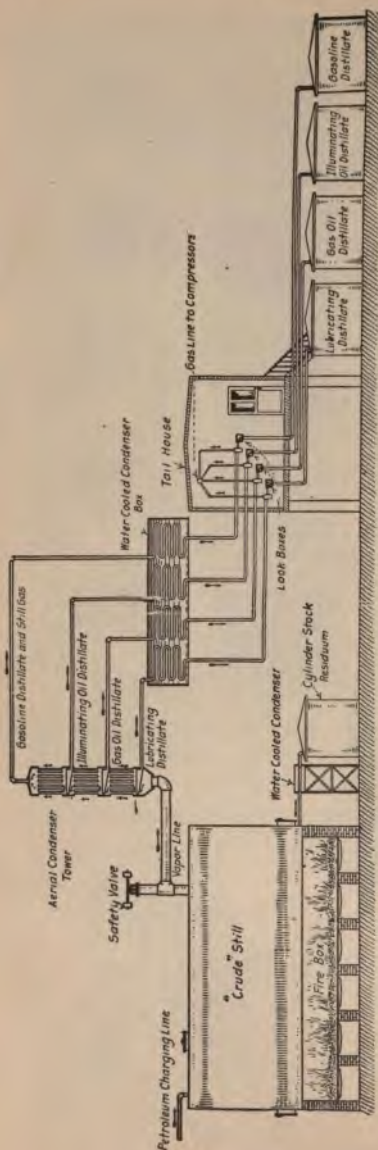 Petroleum Charging Line
"Crude" Still
Fire Box
Safety Valve
Vapor Line
Aerial Condenser
Tower
Gasoline Distillate and Still Gas
Illuminating Oil Distillate
Gas Oil Distillate
Lubricating
Distillate
Water Cooled Condenser
Cylinder Stock
Residuum
Water Cooled Condenser
Box
Tail House
Look Boxes
Gas Line to Compressors
Lubricating
Distillate
Gas Oil
Distillate
Illuminating
Oil Distillate
Gasoline
Distillate